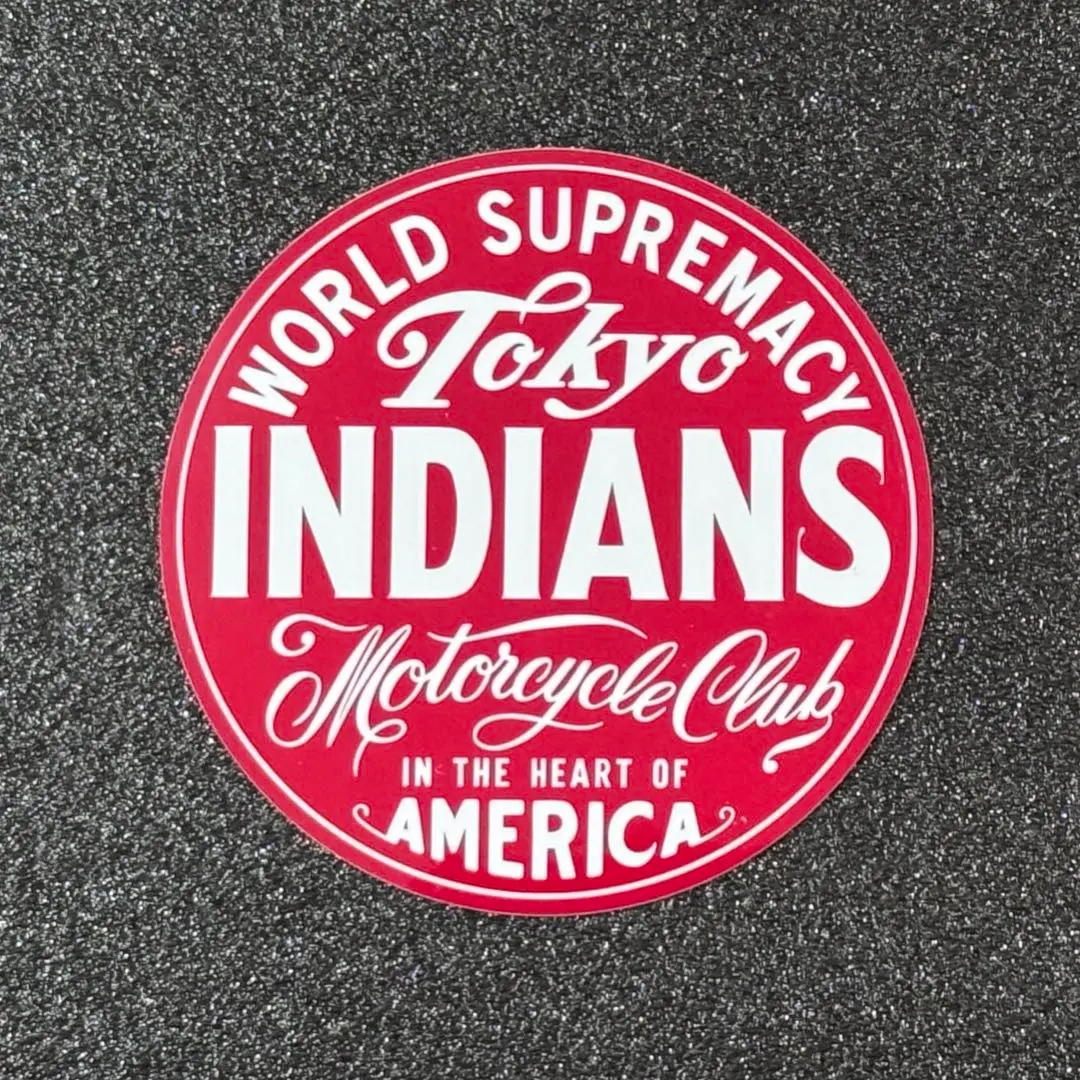 WORLD SUPREMACY
Tokyo
INDIANS
Motorcycle Club
IN THE HEART OF
AMERICA